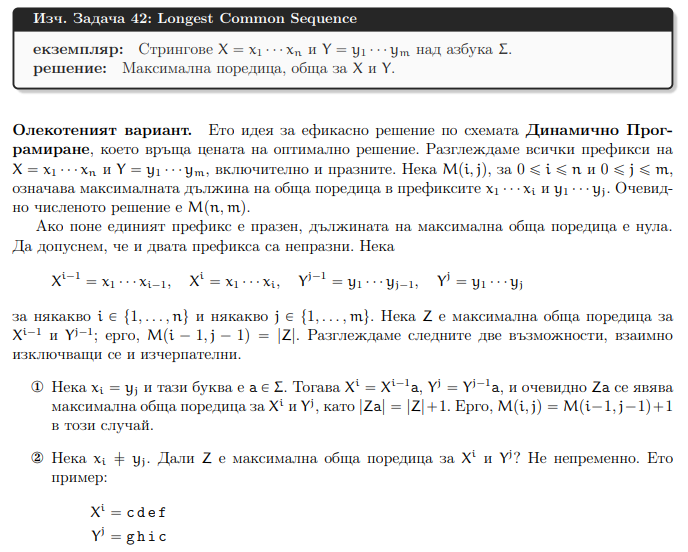 Изч. Задача 42: Longest Common Sequence
екземпляр: Стрингове X = x₁ ··· xₙ и Y = y₁ ··· yₘ над азбука Σ.
решение: Максимална поредица, обща за X и Y.
Олекотеният вариант. Ето идея за ефикасно решение по схемата Динамично Прог-
рамиране, което връща цената на оптимално решение. Разглеждаме всички префикси на
X = x₁ ··· xₙ и Y = y₁ ··· yₘ, включително и празните. Нека M(i, j), за 0 ⩽ i ⩽ n и 0 ⩽ j ⩽ m,
означава максималната дължина на обща поредица в префиксите x₁ ··· xᵢ и y₁ ··· yⱼ. Очевид-
но численото решение е M(n, m).
Ако поне единият префикс е празен, дължината на максимална обща поредица е нула.
Да допуснем, че и двата префикса са непразни. Нека
Xⁱ⁻¹ = x₁ ··· xᵢ₋₁, Xⁱ = x₁ ··· xᵢ, Yʲ⁻¹ = y₁ ··· yⱼ₋₁, Yʲ = y₁ ··· yⱼ
за някакво i ∈ {1, . . . , n} и някакво j ∈ {1, . . . , m}. Нека Z е максимална обща поредица за
Xⁱ⁻¹ и Yʲ⁻¹; ерго, M(i − 1, j − 1) = |Z|. Разглеждаме следните две възможности, взаимно
изключващи се и изчерпателни.
① Нека xᵢ = yⱼ и тази буква е a ∈ Σ. Тогава Xⁱ = Xⁱ⁻¹a, Yʲ = Yʲ⁻¹a, и очевидно Za се явява
максимална обща поредица за Xⁱ и Yʲ, като |Za| = |Z|+1. Ерго, M(i, j) = M(i−1, j−1)+1
в този случай.
② Нека xᵢ ≠ yⱼ. Дали Z е максимална обща поредица за Xⁱ и Yʲ? Не непременно. Ето
пример:
Xⁱ = c d e f
Yʲ = g h i c